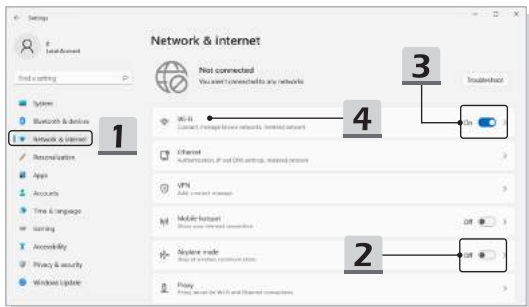 Settings
Local Account
Find a setting
System
Bluetooth & devices
Network & internet
Personalization
Apps
Accounts
Time & language
Gaming
Accessibility
Privacy & security
Windows Update
1
Network & internet
Not connected
You aren't connected to any networks
Troubleshoot
3
Wi-Fi
Connect, manage known networks, metered network
4
On
Ethernet
Authentication, IP and DNS settings, metered network
VPN
Add, connect, manage
Mobile hotspot
Share your internet connection
Off
Airplane mode
Stop all wireless communication
2
Off
Proxy
Proxy server for Wi-Fi and Ethernet connections